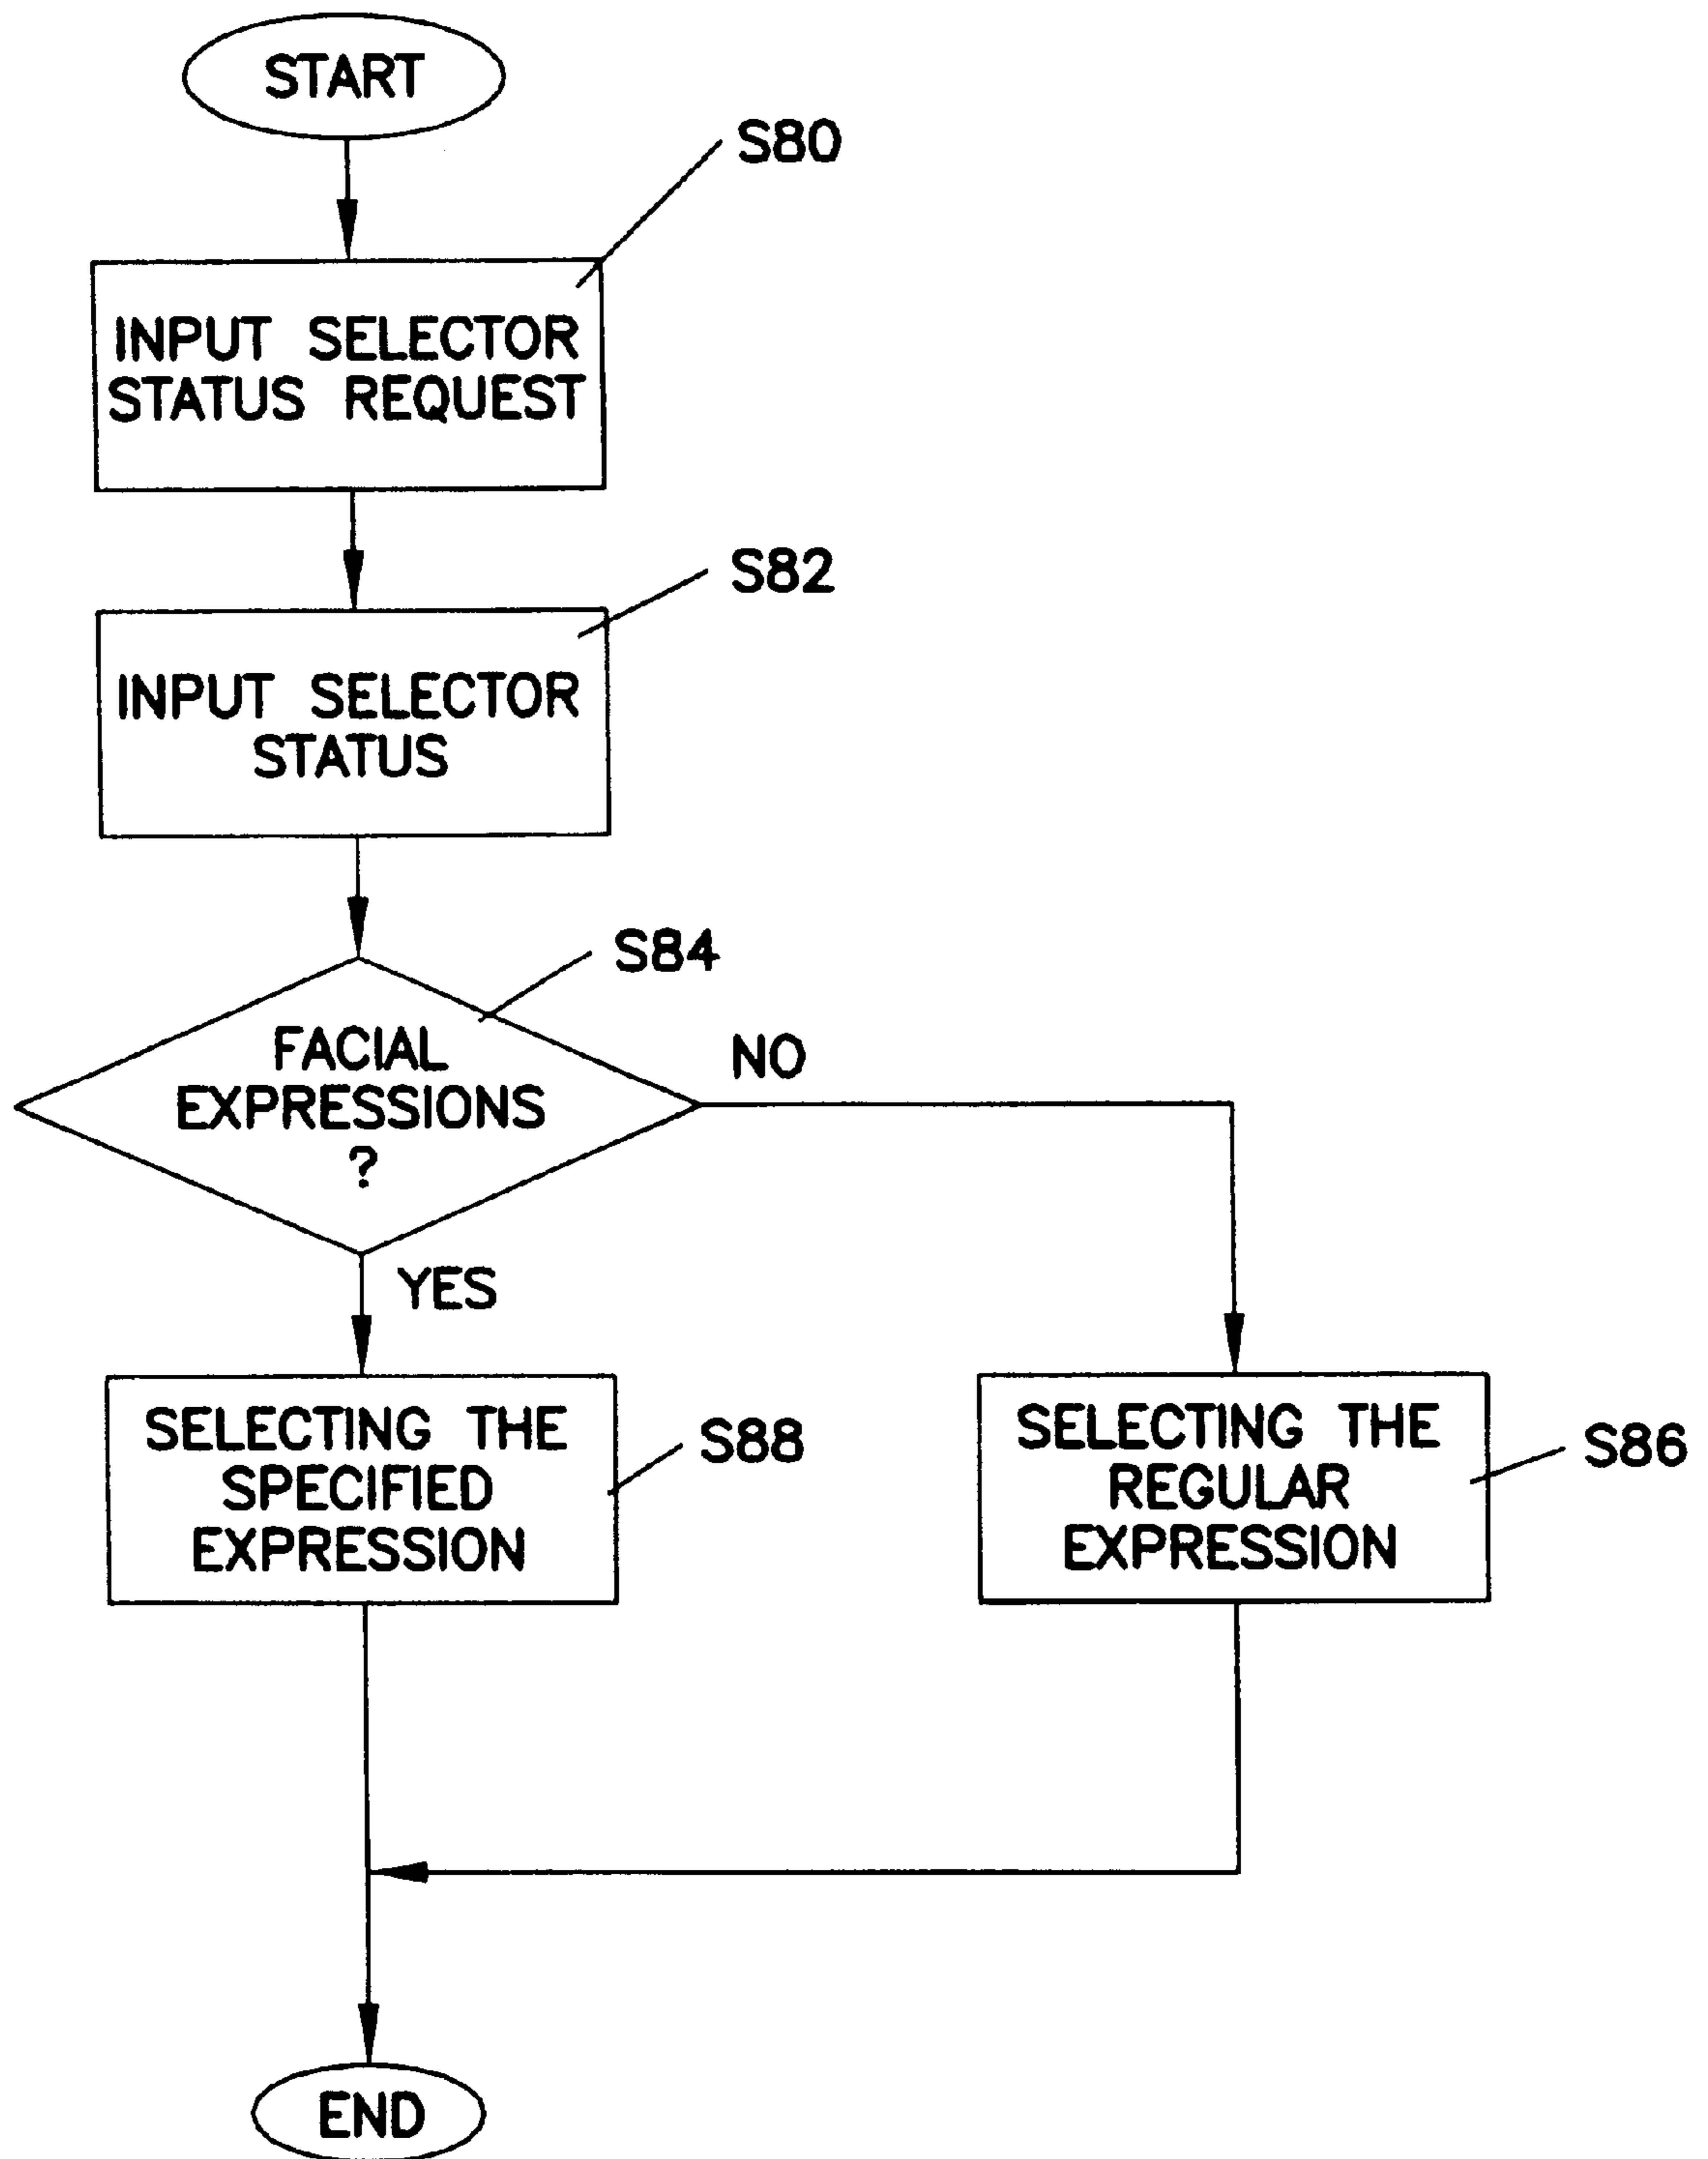 START
S80
INPUT SELECTOR
STATUS REQUEST
S82
INPUT SELECTOR
STATUS
S84
FACIAL
EXPRESSIONS
?
NO
YES
SELECTING THE
SPECIFIED
EXPRESSION
S88
SELECTING THE
REGULAR
EXPRESSION
S86
END